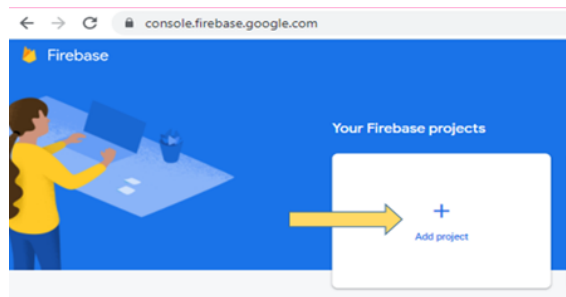 console.firebase.google.com
Firebase
Your Firebase projects
+
Add project